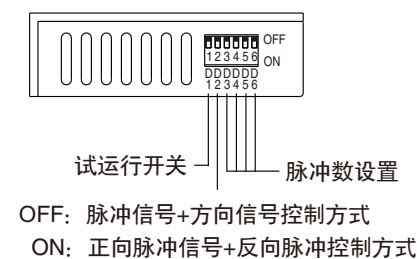 OFF
123456
ON
DDDDDD
123456
试运行开关
脉冲数设置
OFF：脉冲信号+方向信号控制方式
ON：正向脉冲信号+反向脉冲控制方式